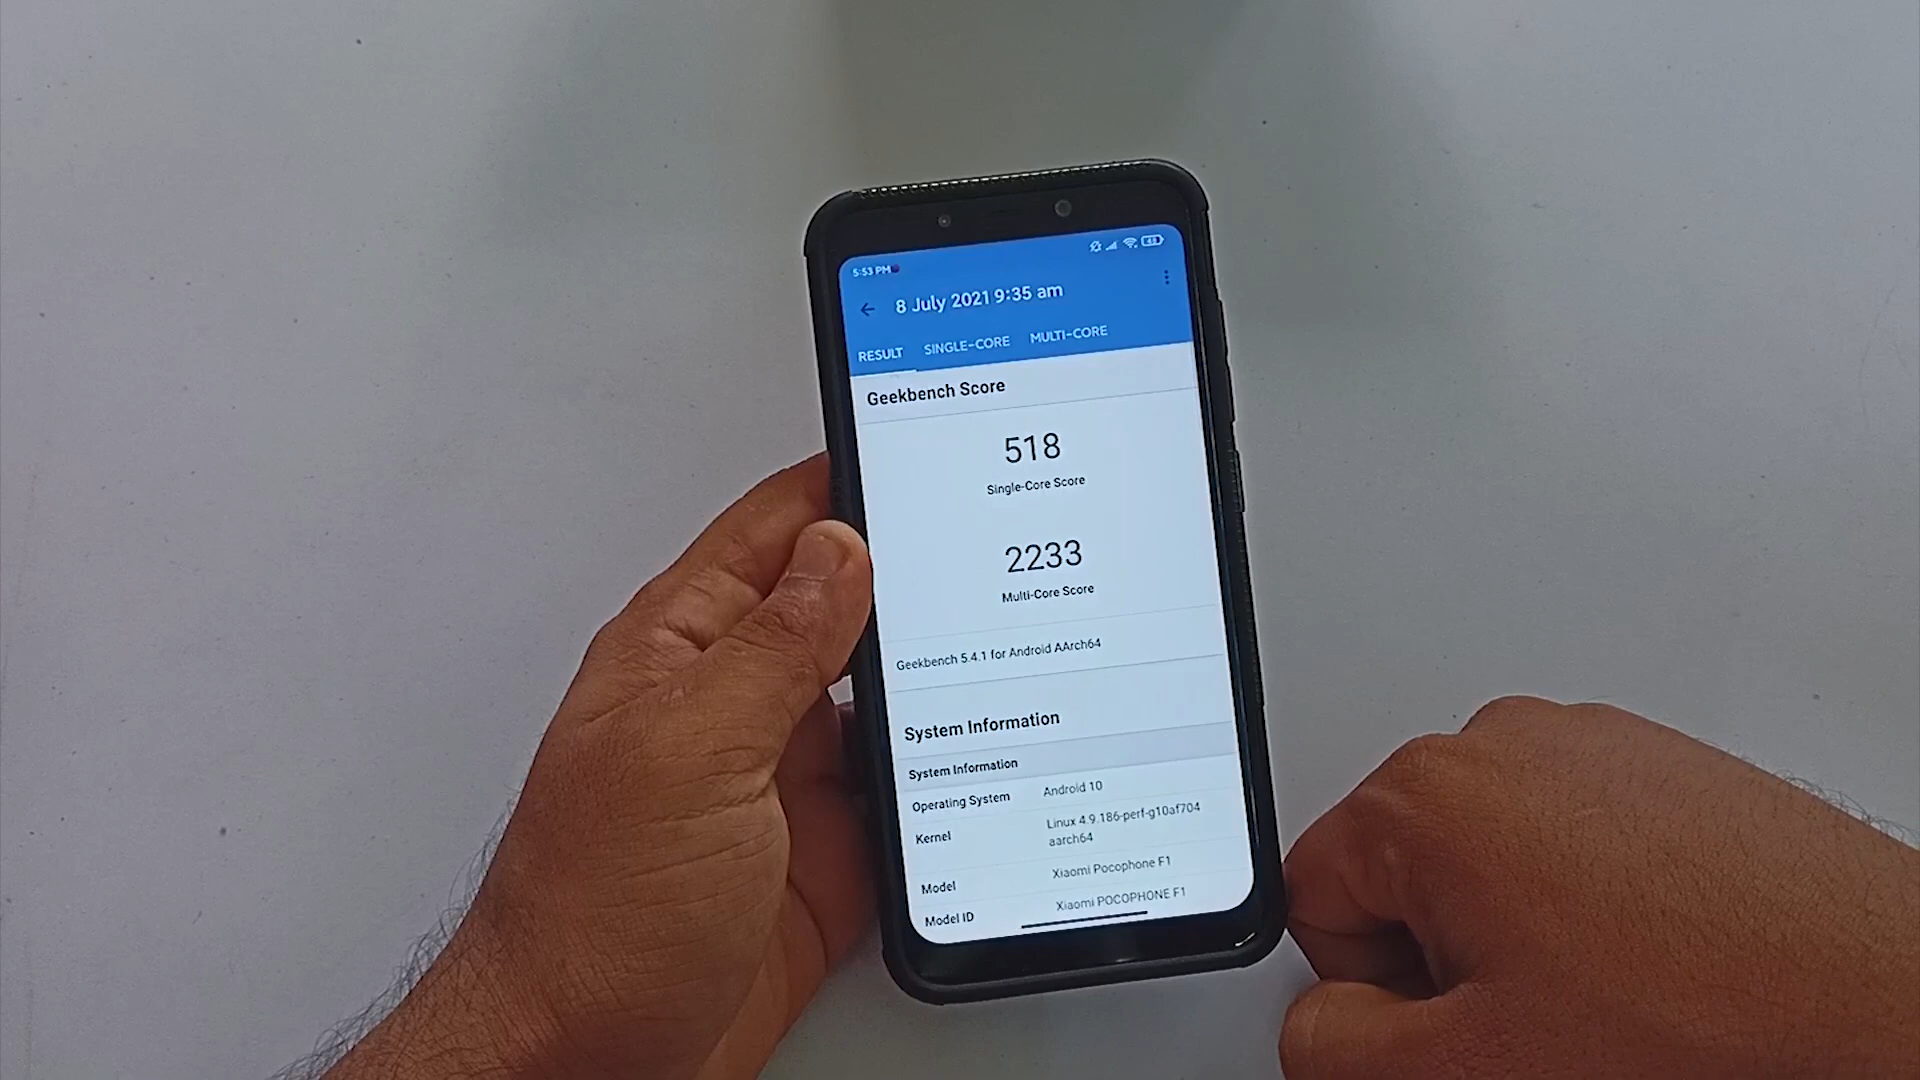 5:53 PM
43
8 July 2021 9:35 am
RESULT SINGLE-CORE MULTI-CORE
Geekbench Score
518
Single-Core Score
2233
Multi-Core Score
Geekbench 5.4.1 for Android AArch64
System Information
System Information
Operating System Android 10
Kernel Linux 4.9.186-perf-g10af704
aarch64
Model Xiaomi Pocophone F1
Model ID Xiaomi POCOPHONE F1